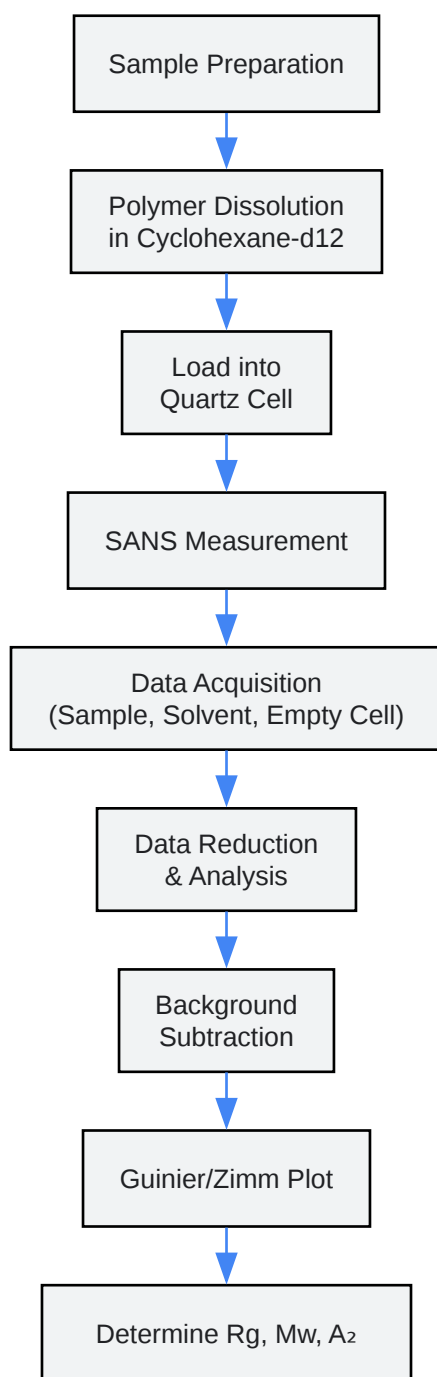 Sample Preparation
Polymer Dissolution
in Cyclohexane-d12
Load into
Quartz Cell
SANS Measurement
Data Acquisition
(Sample, Solvent, Empty Cell)
Data Reduction
& Analysis
Background
Subtraction
Guinier/Zimm Plot
Determine Rg, Mw, A₂